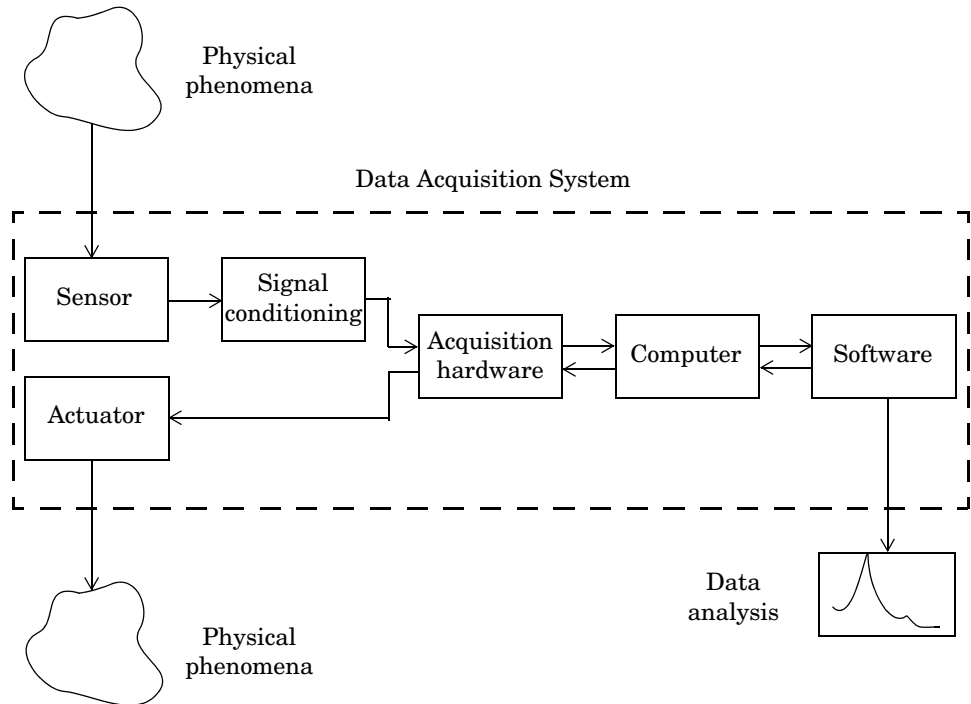 Physical
phenomena
Data Acquisition System
Sensor
Signal
conditioning
Acquisition
hardware
Computer
Software
Actuator
Data
analysis
Physical
phenomena